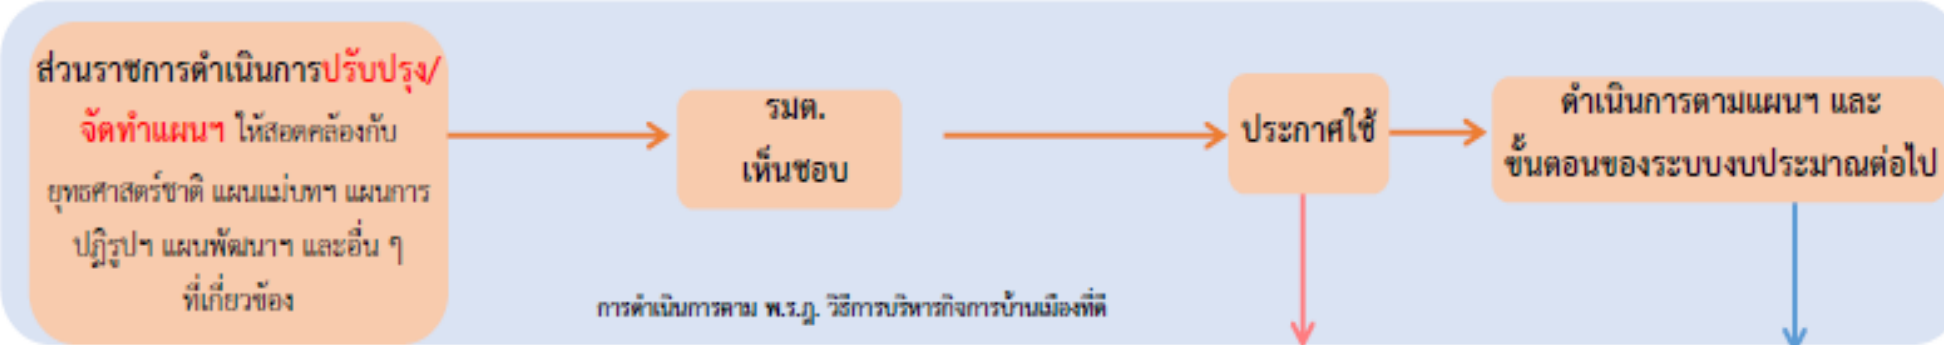 ส่วนราชการดำเนินการปรับปรุง/
จัดทำแผนฯ ให้สอดคล้องกับ
ยุทธศาสตร์ชาติ แผนแม่บทฯ แผนการ
ปฏิรูปฯ แผนพัฒนาฯ และอื่น ๆ
ที่เกี่ยวข้อง
รมต.
เห็นชอบ
ประกาศใช้
ดำเนินการตามแผนฯ และ
ขั้นตอนของระบบงบประมาณต่อไป
การดำเนินการตาม พ.ร.ฎ. วิธีการบริหารกิจการบ้านเมืองที่ดี